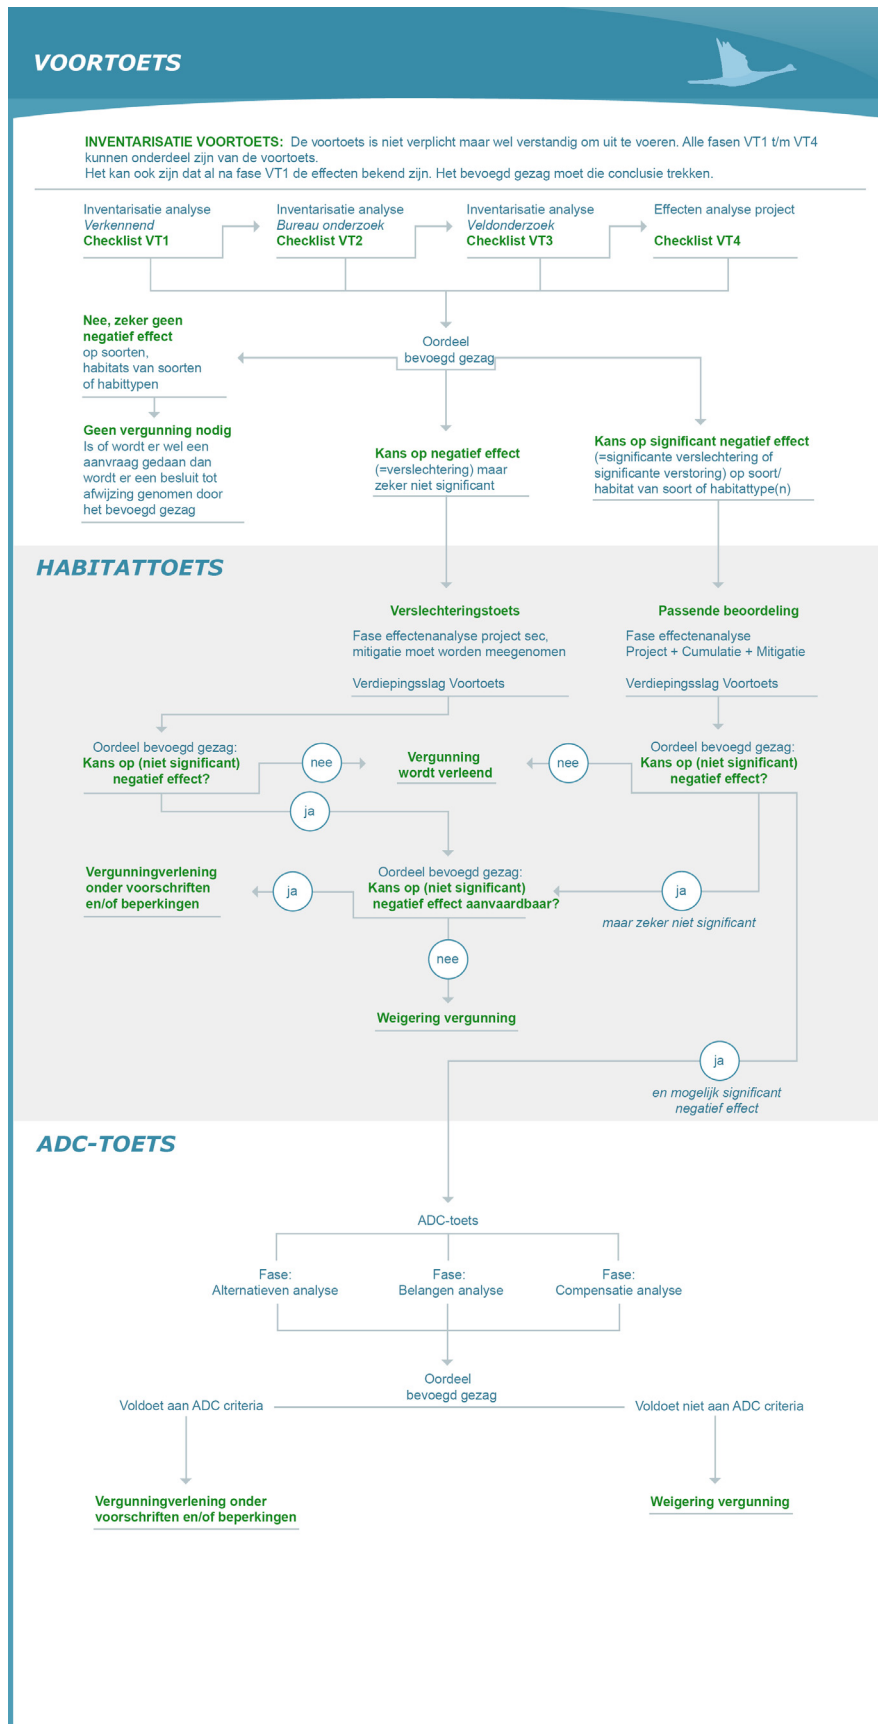 VOORTOETS
INVENTARISATIE VOORTOETS: De voortoets is niet verplicht maar wel verstandig om uit te voeren. Alle fasen VT1 t/m VT4
kunnen onderdeel zijn van de voortoets.
Het kan ook zijn dat al na fase VT1 de effecten bekend zijn. Het bevoegd gezag moet die conclusie trekken.
Inventarisatie analyse
Verkennend
Checklist VT1
Inventarisatie analyse
Bureau onderzoek
Checklist VT2
Inventarisatie analyse
Veldonderzoek
Checklist VT3
Effecten analyse project
Checklist VT4
Oordeel
bevoegd gezag
Nee, zeker geen
negatief effect
op soorten,
habitats van soorten
of habittypen
Geen vergunning nodig
Is of wordt er wel een
aanvraag gedaan dan
wordt er een besluit tot
afwijzing genomen door
het bevoegd gezag
Kans op negatief effect
(=verslechtering) maar
zeker niet significant
Kans op significant negatief effect
(=significante verslechtering of
significante verstoring) op soort/
habitat van soort of habitattype(n)
HABITATTOETS
Verslechteringstoets
Fase effectenanalyse project sec,
mitigatie moet worden meegenomen
Verdiepingsslag Voortoets
Passende beoordeling
Fase effectenanalyse
Project + Cumulatie + Mitigatie
Verdiepingsslag Voortoets
Oordeel bevoegd gezag:
Kans op (niet significant)
negatief effect?
nee
Vergunning
wordt verleend
nee
Oordeel bevoegd gezag:
Kans op (niet significant)
negatief effect?
ja
Vergunningverlening
onder voorschriften
en/of beperkingen
ja
Oordeel bevoegd gezag:
Kans op (niet significant)
negatief effect aanvaardbaar?
ja
maar zeker niet significant
nee
Weigering vergunning
ja
en mogelijk significant
negatief effect
ADC-TOETS
ADC-toets
Fase:
Alternatieven analyse
Fase:
Belangen analyse
Fase:
Compensatie analyse
Oordeel
bevoegd gezag
Voldoet aan ADC criteria
Voldoet niet aan ADC criteria
Vergunningverlening onder
voorschriften en/of beperkingen
Weigering vergunning